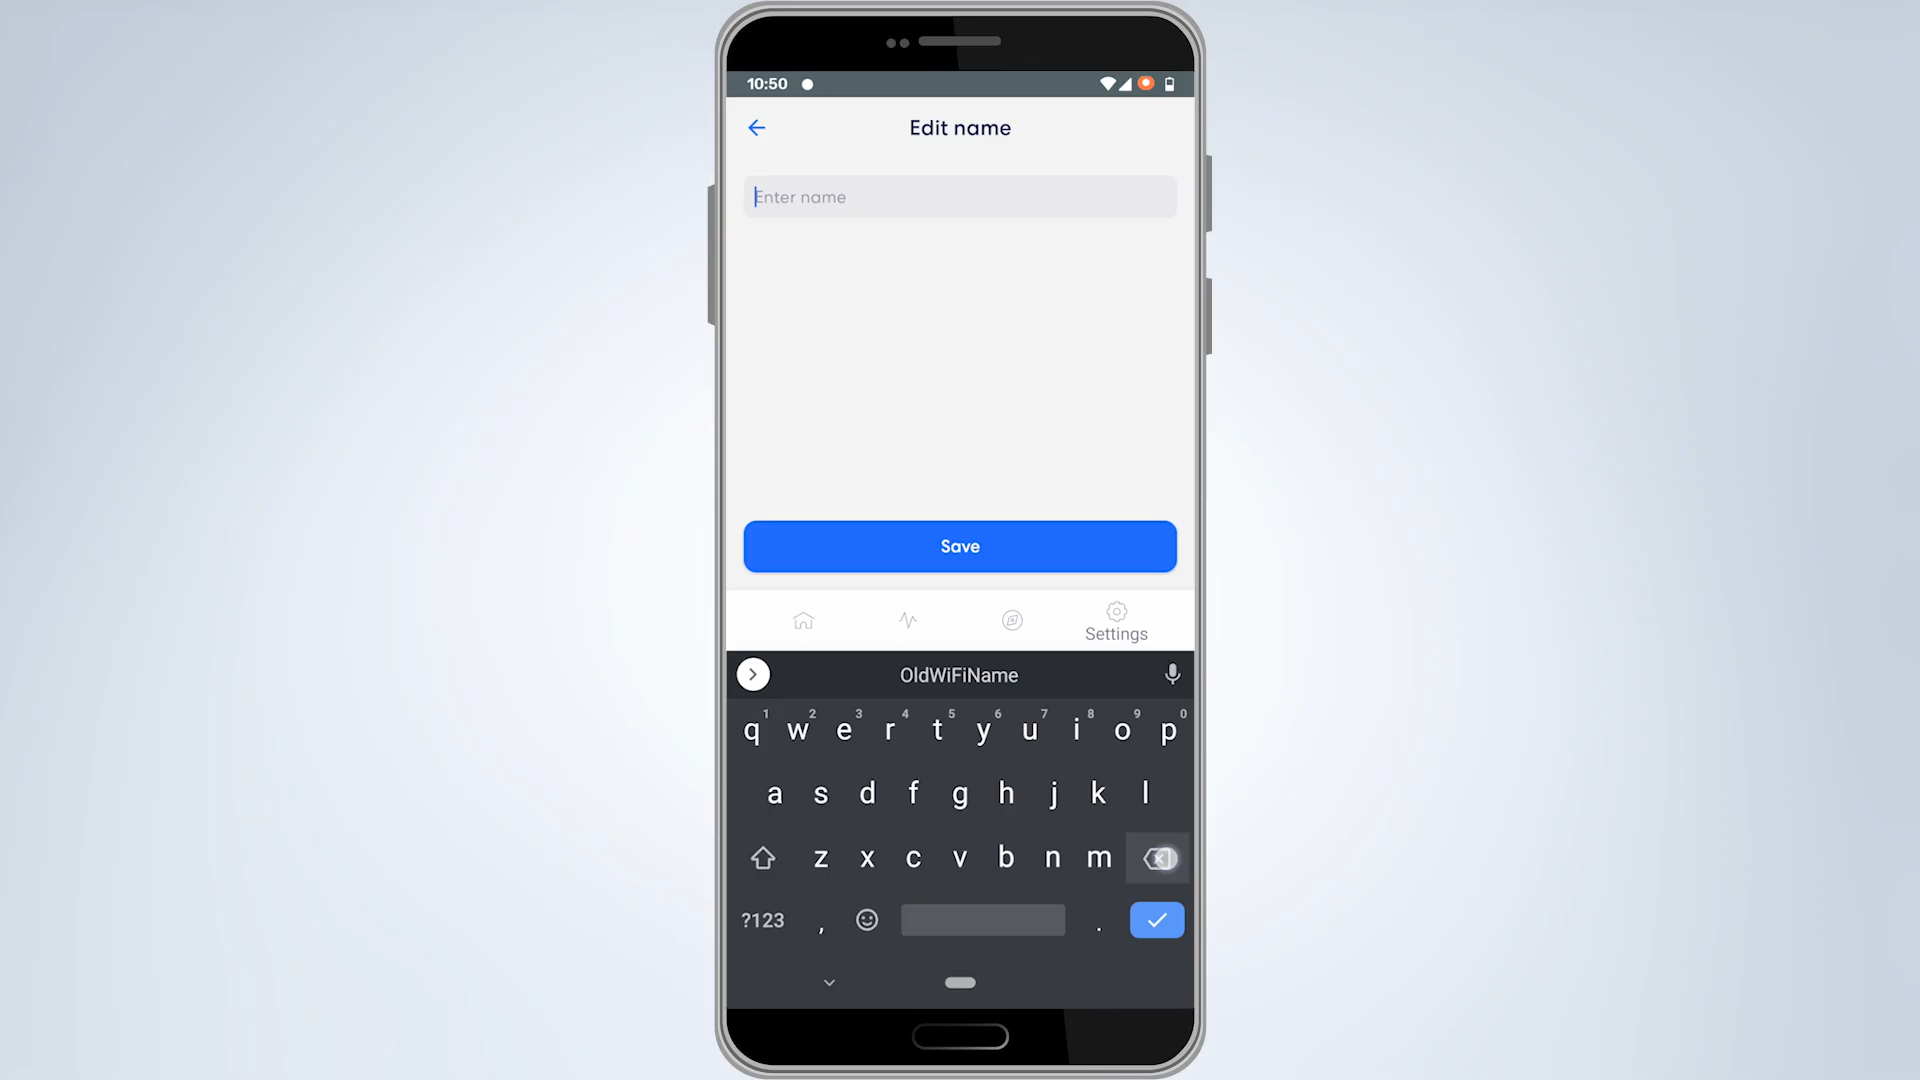 10:50
Edit name
Enter name
Save
Settings
OldWiFiName
1 2 3 4 5 6 7 8 9 0
q w e r t y u i o p
a s d f g h j k l
z x c v b n m
?123 , .